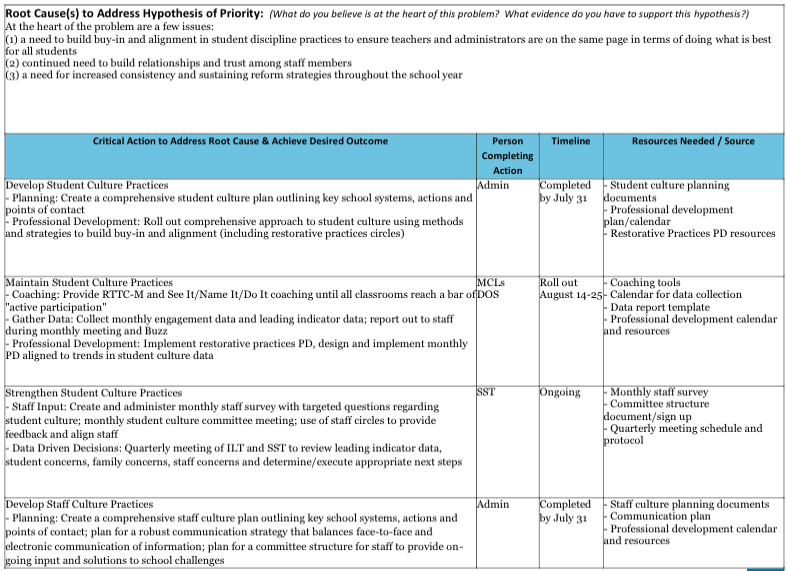 Root Cause(s) to Address Hypothesis of Priority: (What do you believe is at the heart of this problem? What evidence do you have to support this hypothesis?)
At the heart of the problem are a few issues:
(1) a need to build buy-in and alignment in student discipline practices to ensure teachers and administrators are on the same page in terms of doing what is best
for all students
(2) continued need to build relationships and trust among staff members
(3) a need for increased consistency and sustaining reform strategies throughout the school year
Critical Action to Address Root Cause & Achieve Desired Outcome
Person
Completing
Action
Timeline
Resources Needed / Source
Develop Student Culture Practices
- Planning: Create a comprehensive student culture plan outlining key school systems, actions and
points of contact
- Professional Development: Roll out comprehensive approach to student culture using methods
and strategies to build buy-in and alignment (including restorative practices circles)
Admin
Completed
by July 31
- Student culture planning
documents
- Professional development
plan/calendar
- Restorative Practices PD resources
Maintain Student Culture Practices
- Coaching: Provide RTTC-M and See It/Name It/Do It coaching until all classrooms reach a bar of
"active participation"
- Gather Data: Collect monthly engagement data and leading indicator data; report out to staff
during monthly meeting and Buzz
- Professional Development: Implement restorative practices PD, design and implement monthly
PD aligned to trends in student culture data
MCLs
DOS
Roll out
August 14-25
- Coaching tools
- Calendar for data collection
- Data report template
- Professional development calendar
and resources
Strengthen Student Culture Practices
- Staff Input: Create and administer monthly staff survey with targeted questions regarding
student culture; monthly student culture committee meeting; use of staff circles to provide
feedback and align staff
- Data Driven Decisions: Quarterly meeting of ILT and SST to review leading indicator data,
student concerns, family concerns, staff concerns and determine/execute appropriate next steps
SST
Ongoing
- Monthly staff survey
- Committee structure
document/sign up
- Quarterly meeting schedule and
protocol
Develop Staff Culture Practices
- Planning: Create a comprehensive staff culture plan outlining key school systems, actions and
points of contact; plan for a robust communication strategy that balances face-to-face and
electronic communication of information; plan for a committee structure for staff to provide on-
going input and solutions to school challenges
Admin
Completed
by July 31
- Staff culture planning documents
- Communication plan
- Professional development calendar
and resources